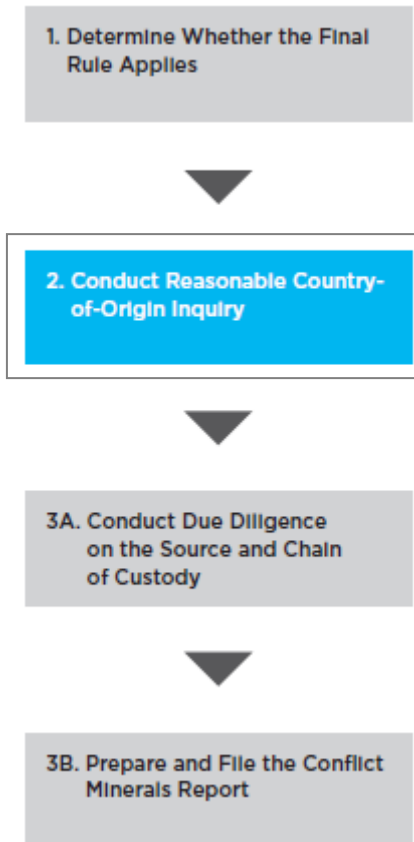 1. Determine Whether the Final
Rule Applies
2. Conduct Reasonable Country-
of-Origin Inquiry
3A. Conduct Due Diligence
on the Source and Chain
of Custody
3B. Prepare and File the Conflict
Minerals Report